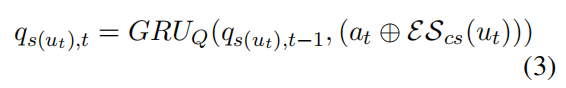 q_{s(u_t),t} = GRU_Q(q_{s(u_t),t−1}, (a_t ⊕ ℰ𝒮_{cs}(u_t)))
(3)